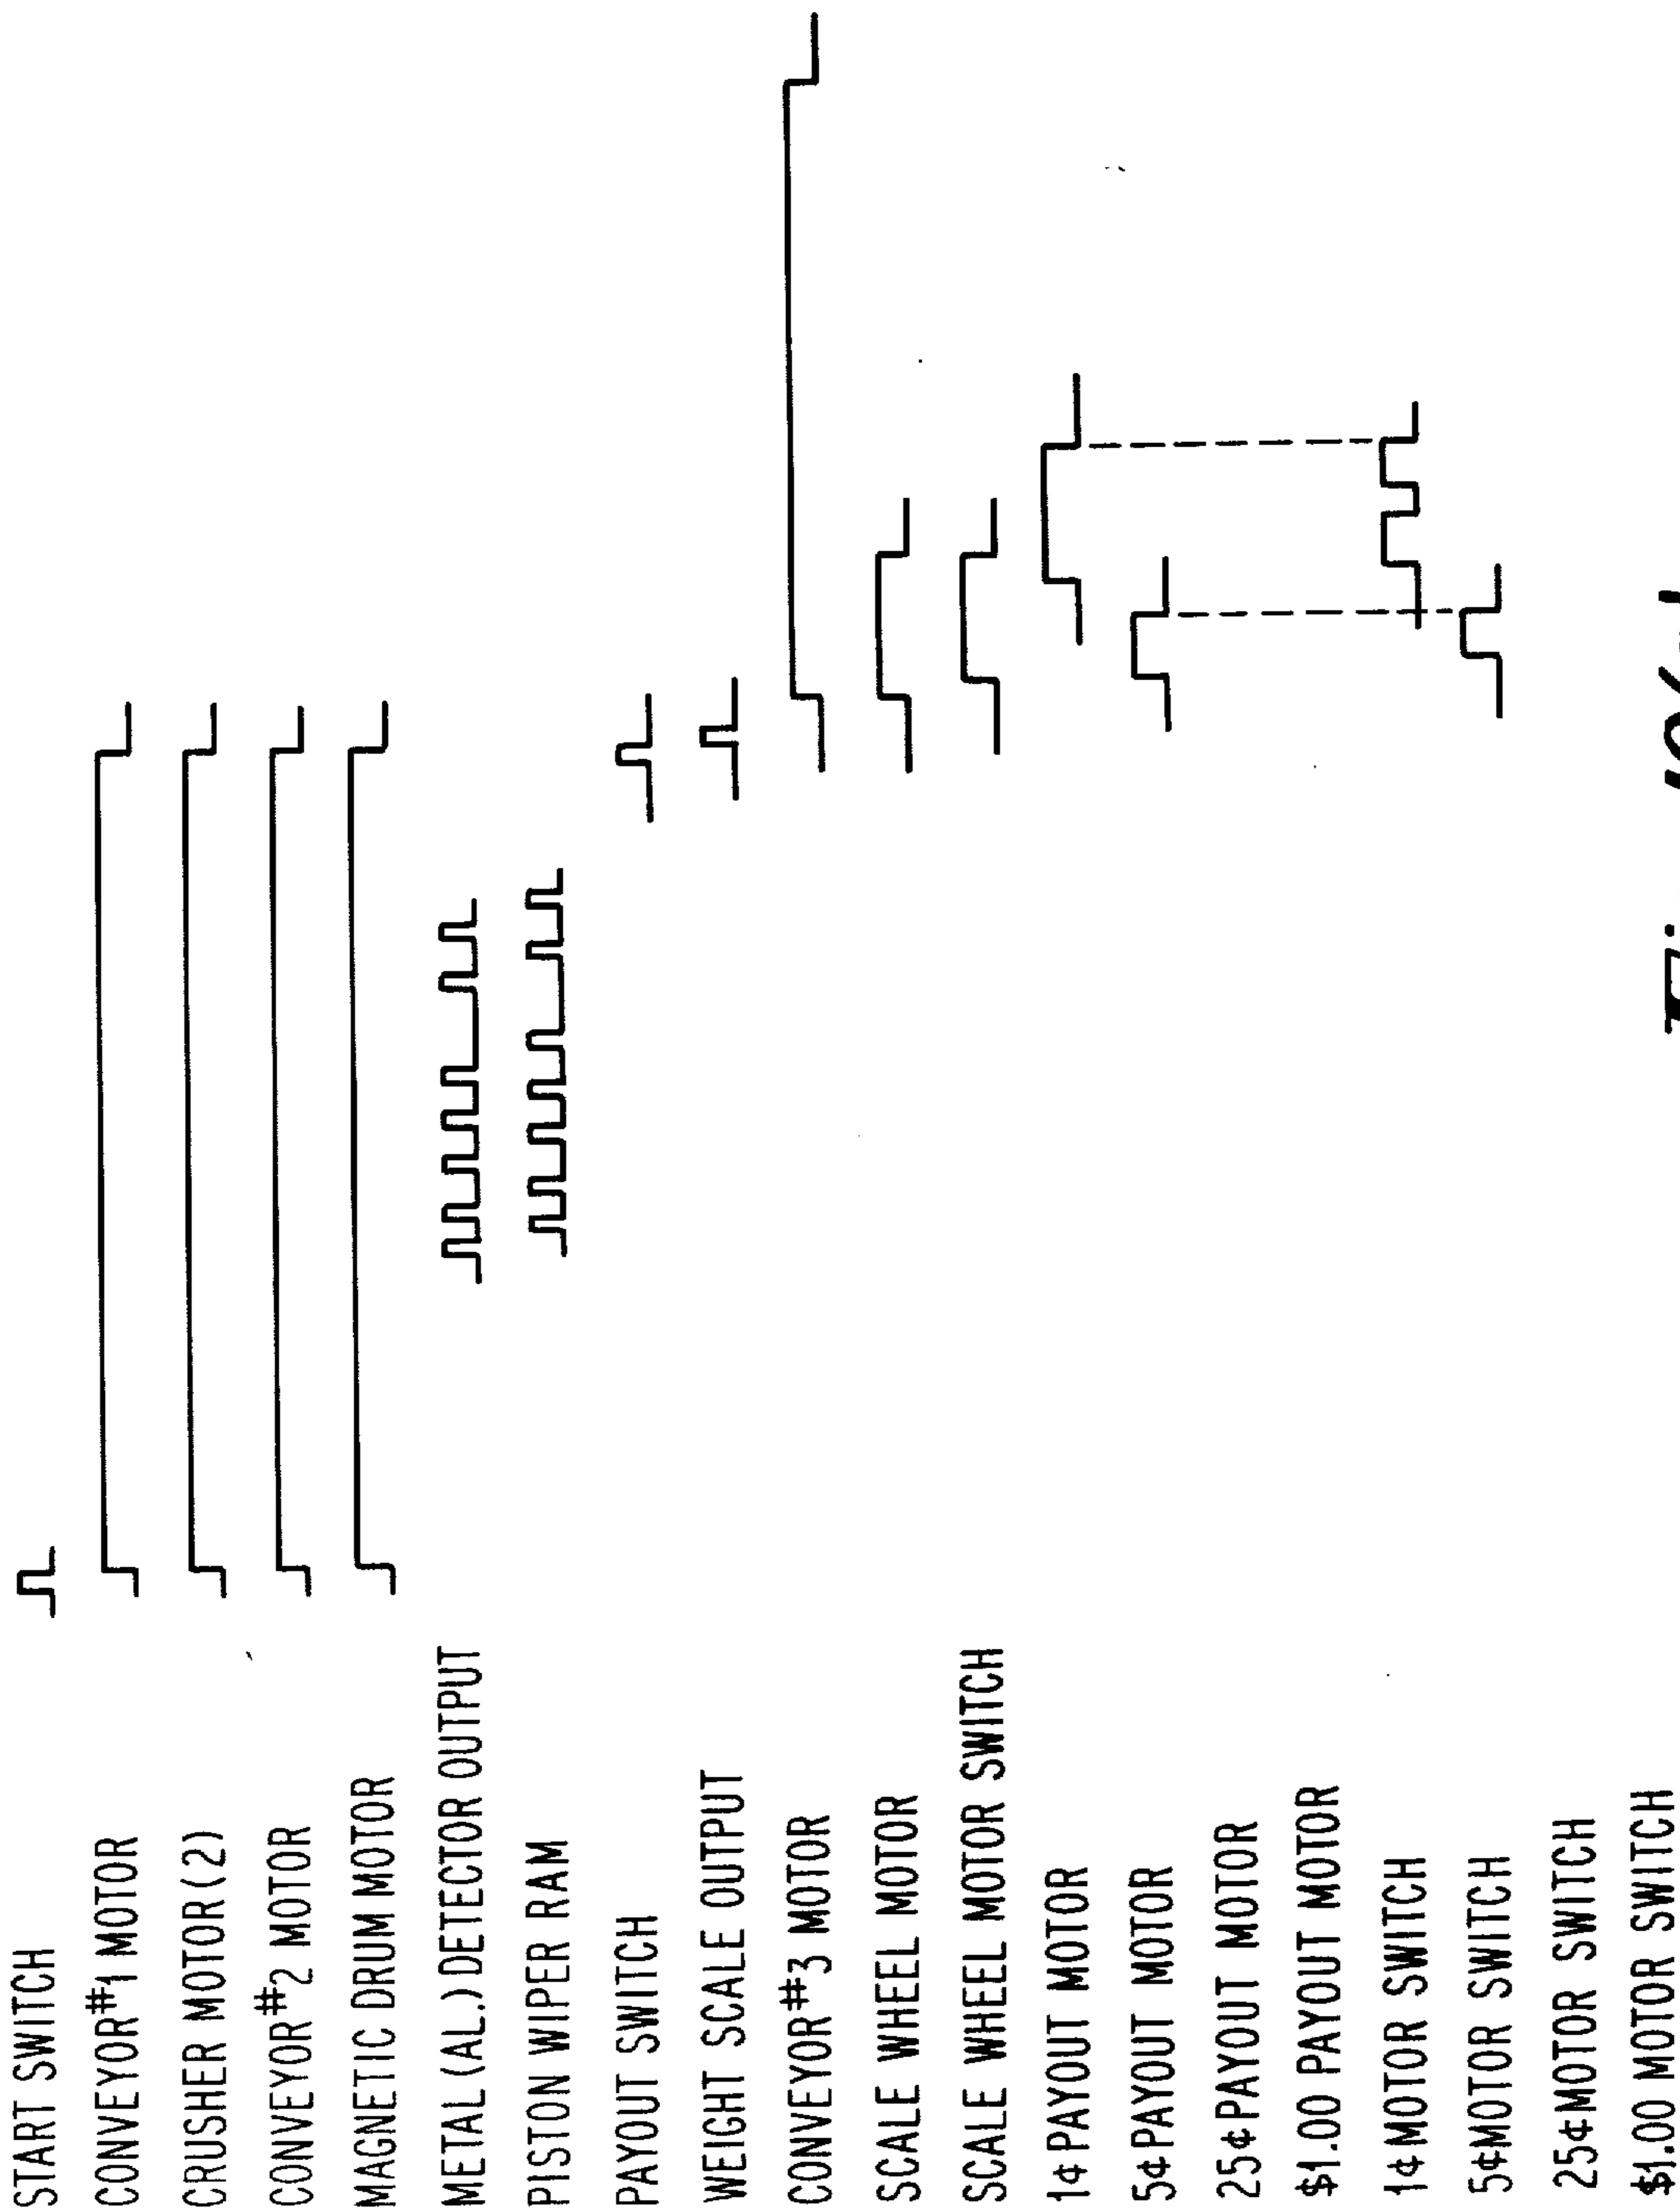 START SWITCH
CONVEYOR #1 MOTOR
CRUSHER MOTOR (2)
CONVEYOR #2 MOTOR
MAGNETIC DRUM MOTOR
METAL (AL.) DETECTOR OUTPUT
PISTON WIPER RAM
PAYOUT SWITCH
WEIGHT SCALE OUTPUT
CONVEYOR #3 MOTOR
SCALE WHEEL MOTOR
SCALE WHEEL MOTOR SWITCH
1¢ PAYOUT MOTOR
5¢ PAYOUT MOTOR
25¢ PAYOUT MOTOR
$1.00 PAYOUT MOTOR
1¢ MOTOR SWITCH
5¢ MOTOR SWITCH
25¢ MOTOR SWITCH
$1.00 MOTOR SWITCH